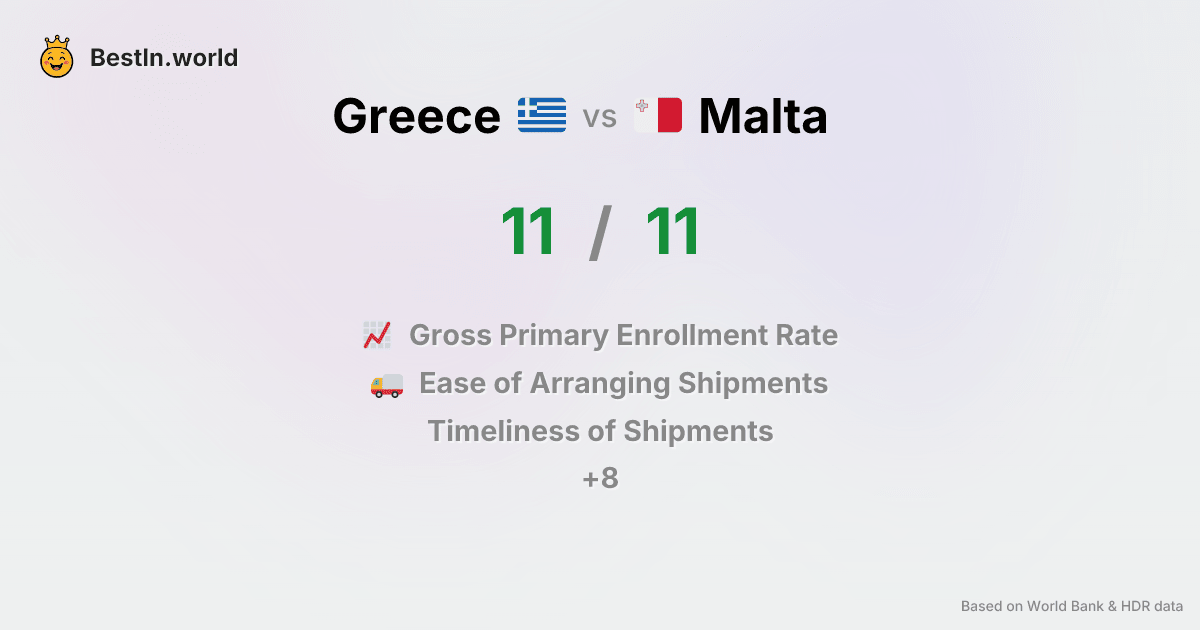 BestIn.world
Greece vs Malta
11 / 11
Gross Primary Enrollment Rate
Ease of Arranging Shipments
Timeliness of Shipments
+8
Based on World Bank & HDR data